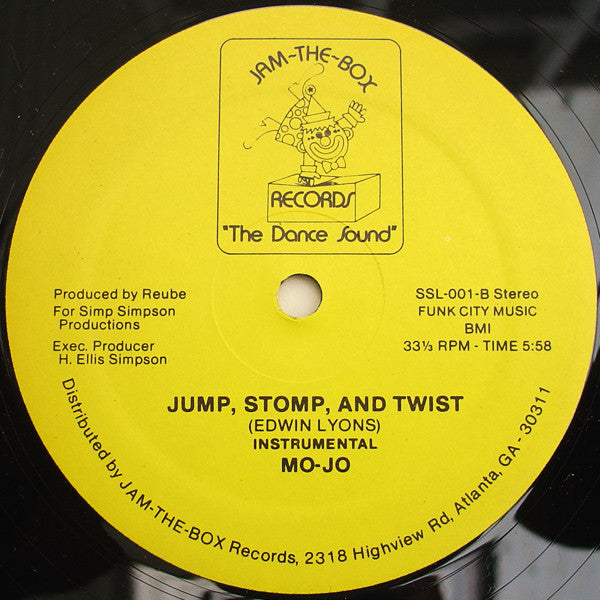 JAM-THE-BOX
RECORDS
"The Dance Sound"
Produced by Reube
For Simp Simpson
Productions
Exec. Producer
H. Ellis Simpson
SSL-001-B Stereo
FUNK CITY MUSIC
BMI
33⅓ RPM - TIME 5:58
JUMP, STOMP, AND TWIST
(EDWIN LYONS)
INSTRUMENTAL
MO-JO
Distributed by JAM-THE-BOX Records, 2318 Highview Rd, Atlanta, GA - 30311